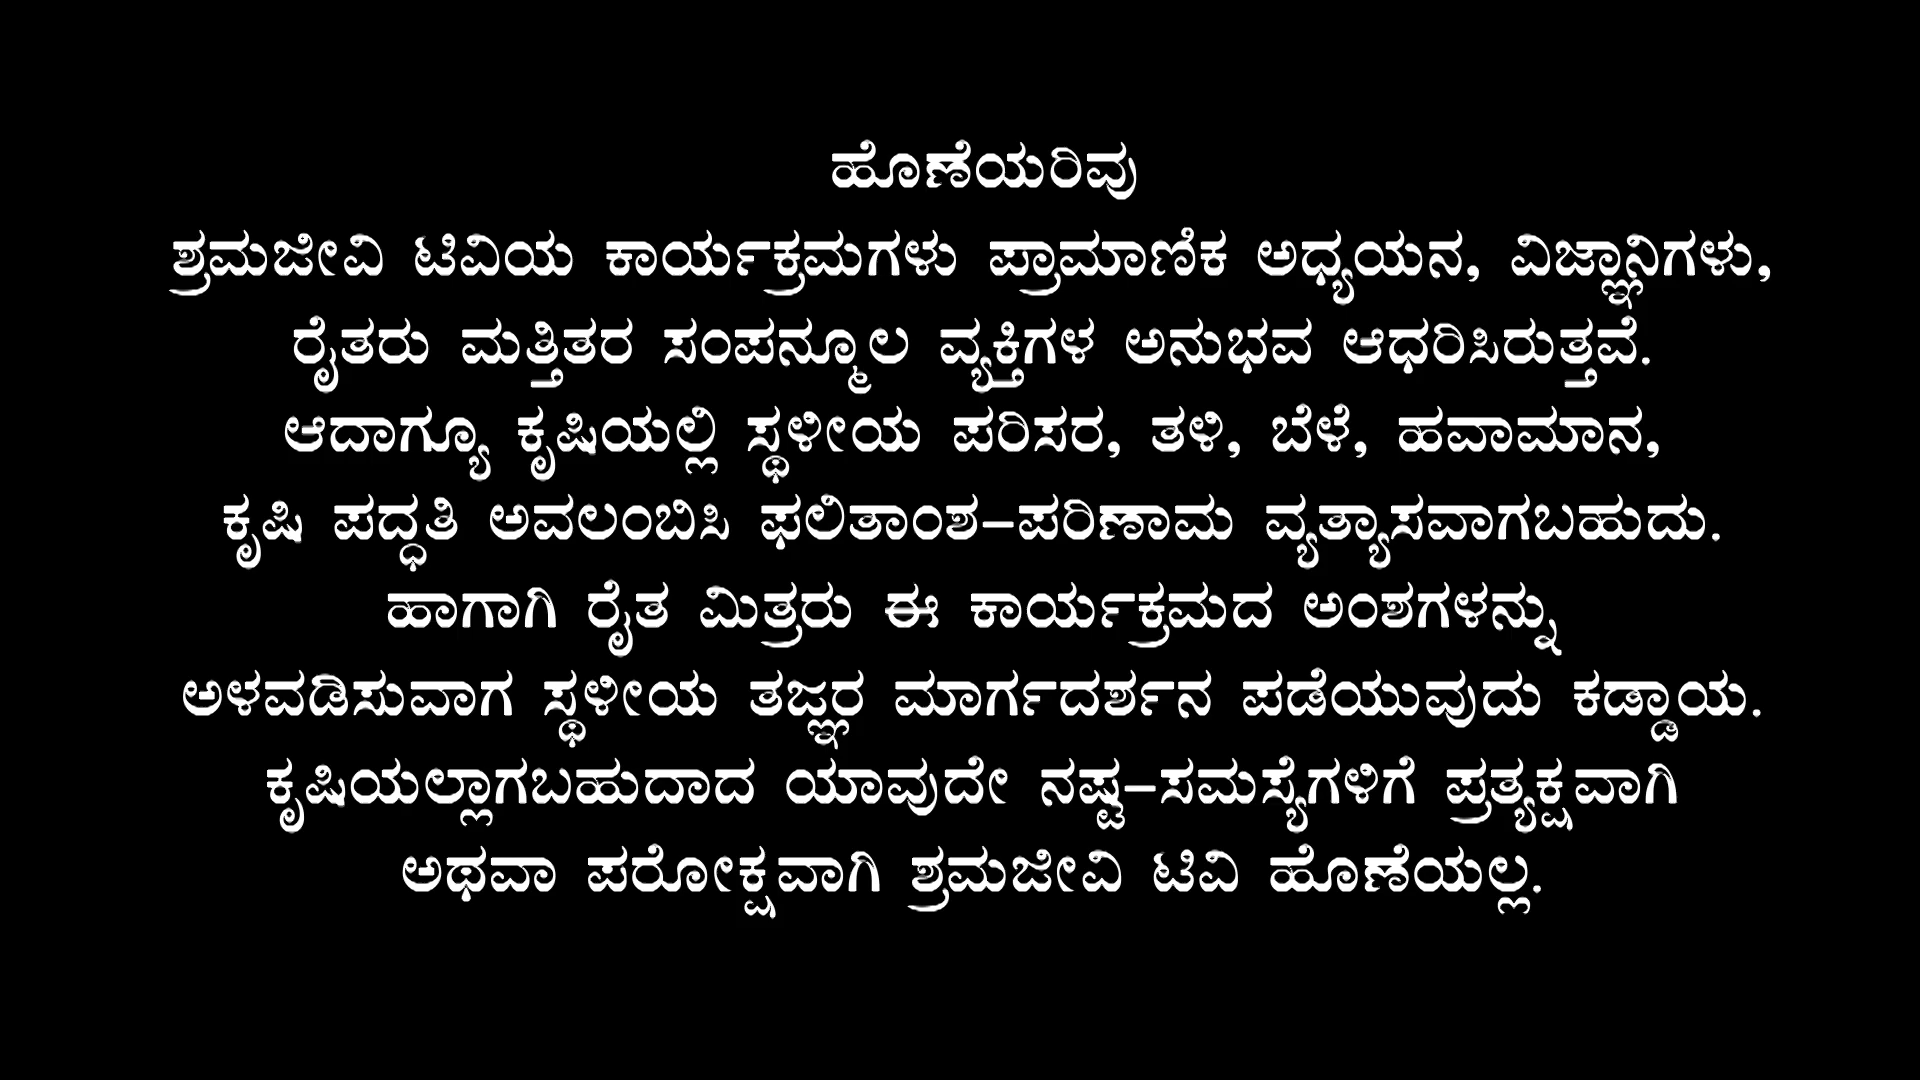 ಹೊಣೆಯರಿವು
ಶ್ರಮಜೀವಿ ಟಿವಿಯ ಕಾರ್ಯಕ್ರಮಗಳು ಪ್ರಾಮಾಣಿಕ ಅಧ್ಯಯನ, ವಿಜ್ಞಾನಿಗಳು,
ರೈತರು ಮತ್ತಿತರ ಸಂಪನ್ಮೂಲ ವ್ಯಕ್ತಿಗಳ ಅನುಭವ ಆಧರಿಸಿರುತ್ತವೆ.
ಆದಾಗ್ಯೂ ಕೃಷಿಯಲ್ಲಿ ಸ್ಥಳೀಯ ಪರಿಸರ, ತಳಿ, ಬೆಳೆ, ಹವಾಮಾನ,
ಕೃಷಿ ಪದ್ಧತಿ ಅವಲಂಬಿಸಿ ಫಲಿತಾಂಶ-ಪರಿಣಾಮ ವ್ಯತ್ಯಾಸವಾಗಬಹುದು.
ಹಾಗಾಗಿ ರೈತ ಮಿತ್ರರು ಈ ಕಾರ್ಯಕ್ರಮದ ಅಂಶಗಳನ್ನು
ಅಳವಡಿಸುವಾಗ ಸ್ಥಳೀಯ ತಜ್ಞರ ಮಾರ್ಗದರ್ಶನ ಪಡೆಯುವುದು ಕಡ್ಡಾಯ.
ಕೃಷಿಯಲ್ಲಾಗಬಹುದಾದ ಯಾವುದೇ ನಷ್ಟ-ಸಮಸ್ಯೆಗಳಿಗೆ ಪ್ರತ್ಯಕ್ಷವಾಗಿ
ಅಥವಾ ಪರೋಕ್ಷವಾಗಿ ಶ್ರಮಜೀವಿ ಟಿವಿ ಹೊಣೆಯಲ್ಲ.